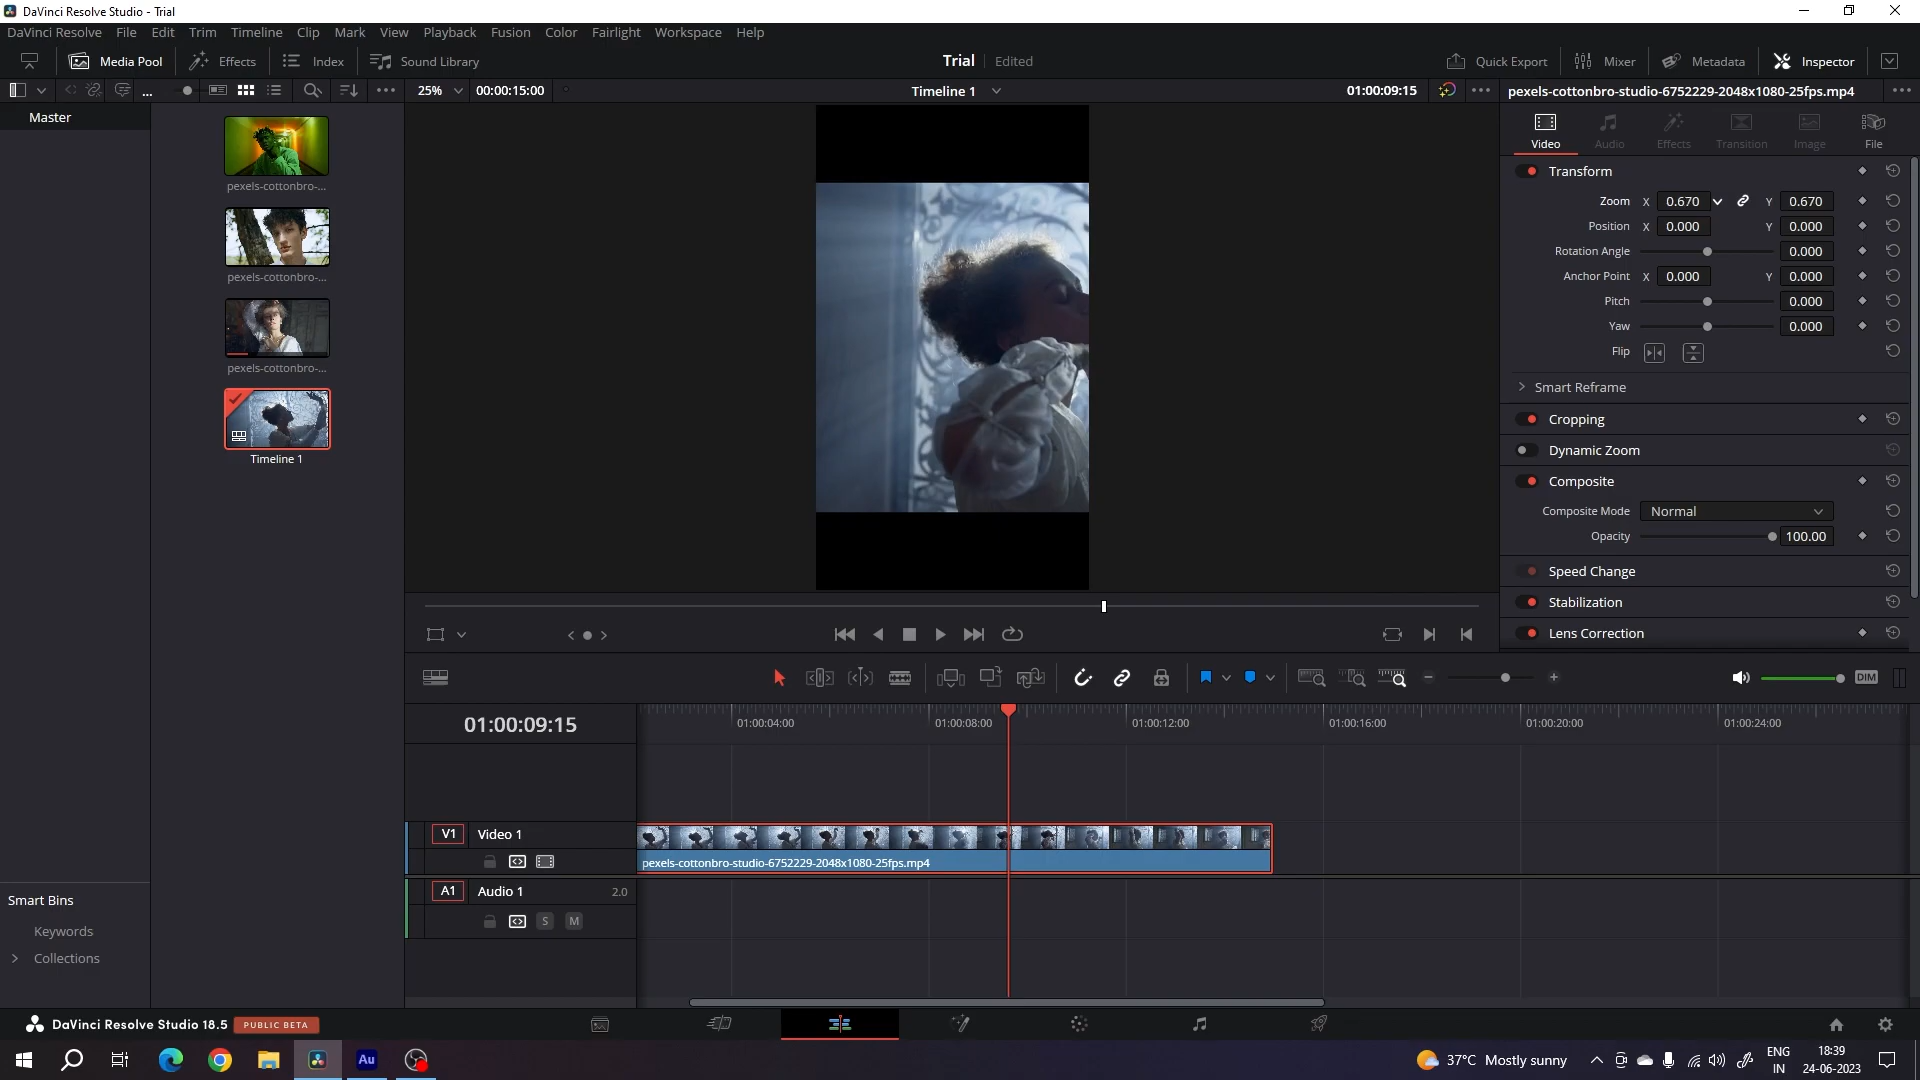 DaVinci Resolve Studio - Trial
DaVinci Resolve File Edit Trim Timeline Clip Mark View Playback Fusion Color Fairlight Workspace Help
Media Pool Effects Index Sound Library Trial Edited Quick Export Mixer Metadata Inspector
25% 00:00:15:00 Timeline 1 01:00:09:15 pexels-cottonbro-studio-6752229-2048x1080-25fps.mp4
Master
pexels-cottonbro-...
pexels-cottonbro-...
pexels-cottonbro-...
Timeline 1
Video Audio Effects Transition Image File
Transform
Zoom X 0.670 Y 0.670
Position X 0.000 Y 0.000
Rotation Angle 0.000
Anchor Point X 0.000 Y 0.000
Pitch 0.000
Yaw 0.000
Flip
Smart Reframe
Cropping
Dynamic Zoom
Composite
Composite Mode Normal
Opacity 100.00
Speed Change
Stabilization
Lens Correction
DIM
01:00:09:15
01:00:04:00 01:00:08:00 01:00:12:00 01:00:16:00 01:00:20:00 01:00:24:00
V1 Video 1
pexels-cottonbro-studio-6752229-2048x1080-25fps.mp4
A1 Audio 1 2.0
S M
Smart Bins
Keywords
Collections
DaVinci Resolve Studio 18.5 PUBLIC BETA
Au
37°C Mostly sunny
ENG
IN
18:39
24-06-2023